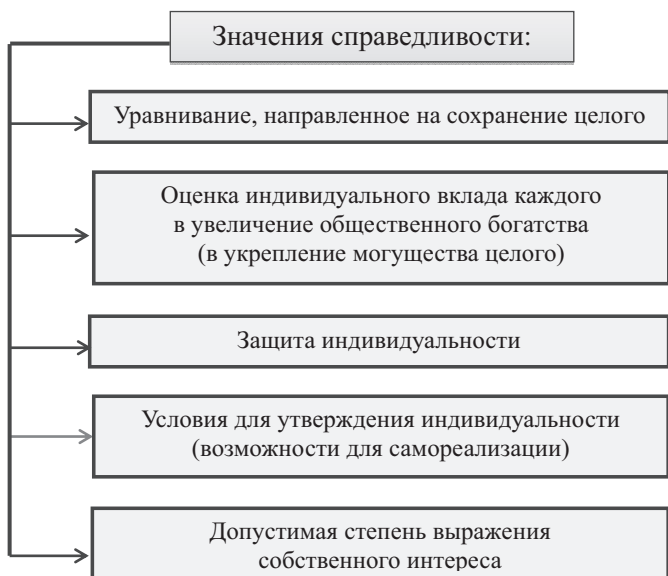 Значения справедливости:
Уравнивание, направленное на сохранение целого
Оценка индивидуального вклада каждого
в увеличение общественного богатства
(в укрепление могущества целого)
Защита индивидуальности
Условия для утверждения индивидуальности
(возможности для самореализации)
Допустимая степень выражения
собственного интереса